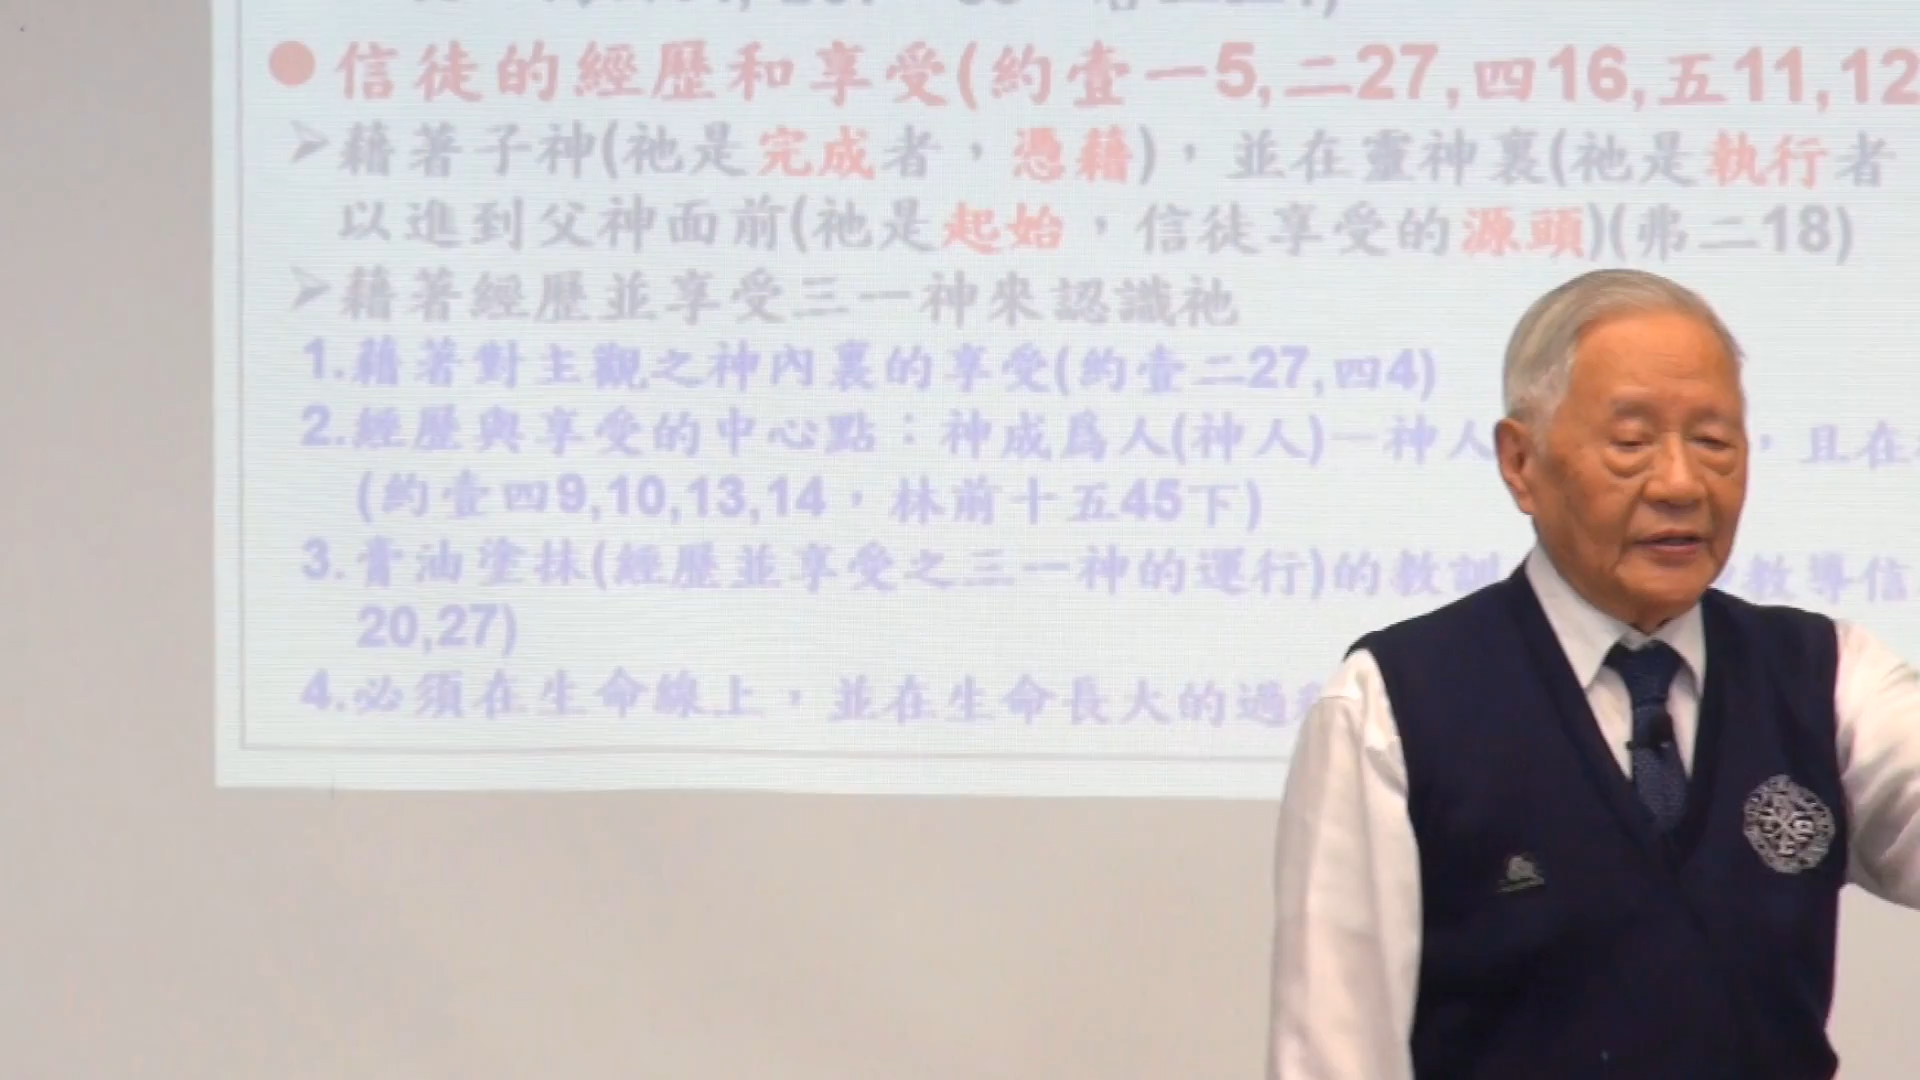 ●信徒的經歷和享受(約壹一5,二27,四16,五11,12
➢藉著子神(祂是完成者，憑藉)，並在靈神裏(祂是執行者
以進到父神面前(祂是起始，信徒享受的源頭)(弗二18)
➢藉著經歷並享受三一神來認識祂
1.藉著對主觀之神內裏的享受(約壹二27,四4)
2.經歷與享受的中心點：神成爲人(神人)－神人
，且在
(約壹四9,10,13,14，林前十五45下)
3.膏油塗抹(經歷並享受之三一神的運行)的教訓
教導信
20,27)
4.必須在生命線上，並在生命長大的過